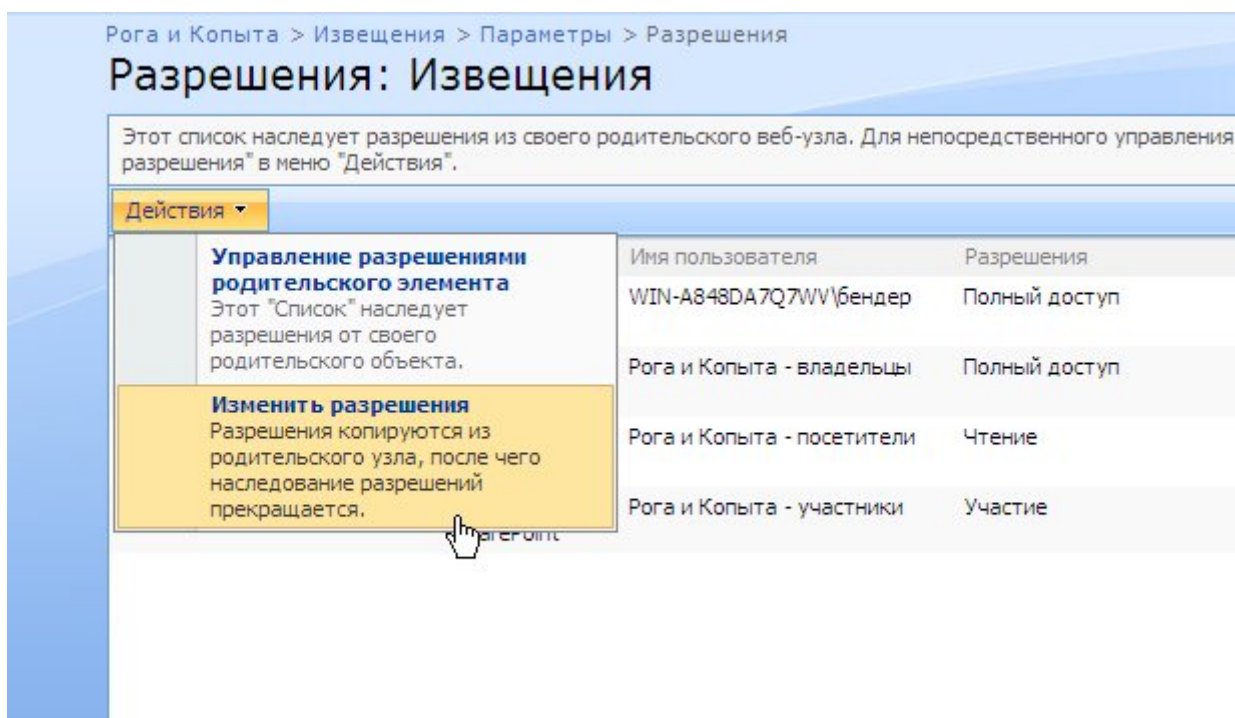 Рога и Копыта > Извещения > Параметры > Разрешения
Разрешения: Извещения
Этот список наследует разрешения из своего родительского веб-узла. Для непосредственного управления
разрешения" в меню "Действия".
Действия
Управление разрешениями
родительского элемента
Этот "Список" наследует
разрешения от своего
родительского объекта.
Изменить разрешения
Разрешения копируются из
родительского узла, после чего
наследование разрешений
прекращается.
Имя пользователя Разрешения
WIN-A848DA7Q7WV\бендер Полный доступ
Рога и Копыта - владельцы Полный доступ
Рога и Копыта - посетители Чтение
Рога и Копыта - участники Участие